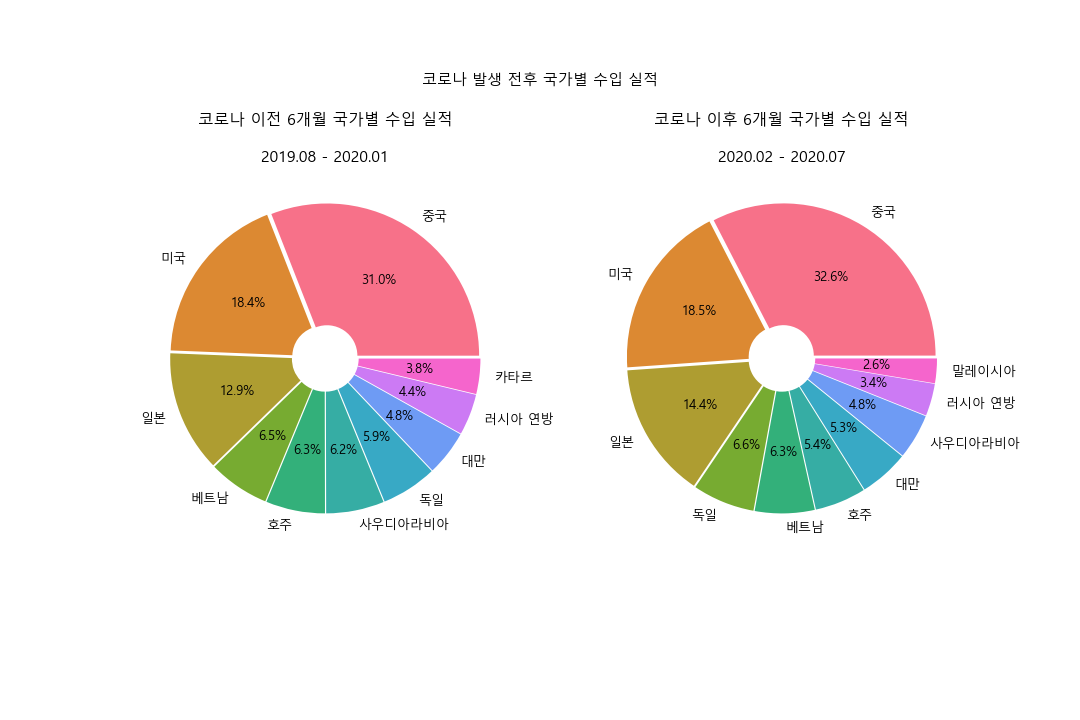 코로나 발생 전후 국가별 수입 실적
코로나 이전 6개월 국가별 수입 실적
2019.08 - 2020.01
중국
31.0%
미국
18.4%
일본
12.9%
베트남
6.5%
호주
6.3%
사우디아라비아
6.2%
독일
5.9%
대만
4.8%
러시아 연방
4.4%
카타르
3.8%
코로나 이후 6개월 국가별 수입 실적
2020.02 - 2020.07
중국
32.6%
미국
18.5%
일본
14.4%
독일
6.6%
베트남
6.3%
호주
5.4%
대만
5.3%
사우디아라비아
4.8%
러시아 연방
3.4%
말레이시아
2.6%